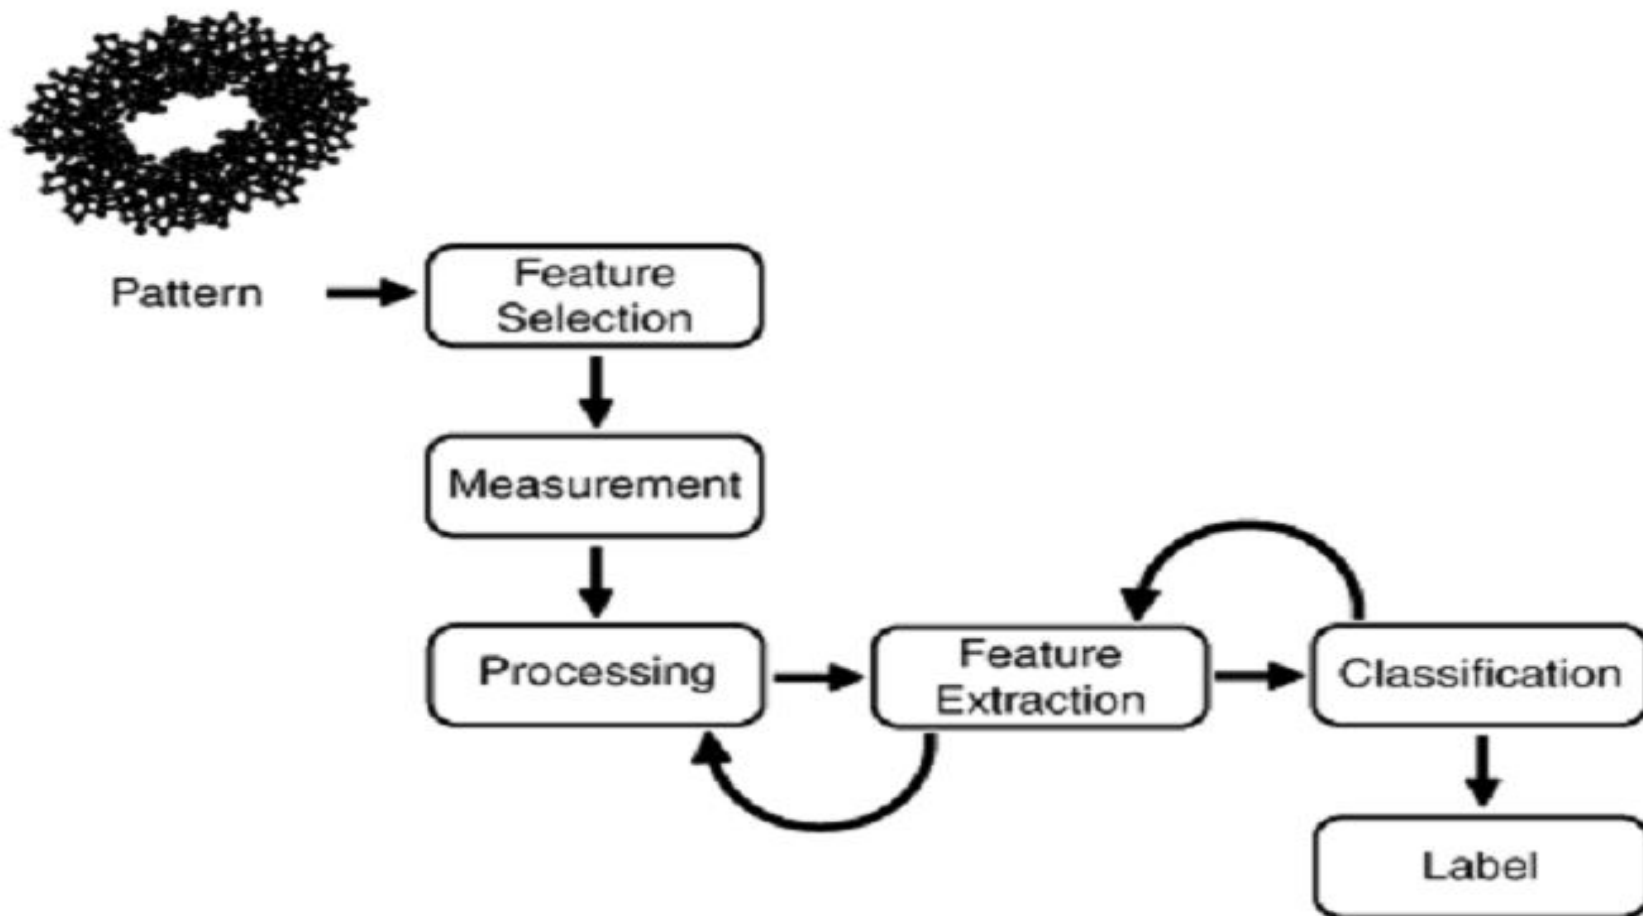 Pattern
Feature
Selection
Measurement
Processing
Feature
Extraction
Classification
Label